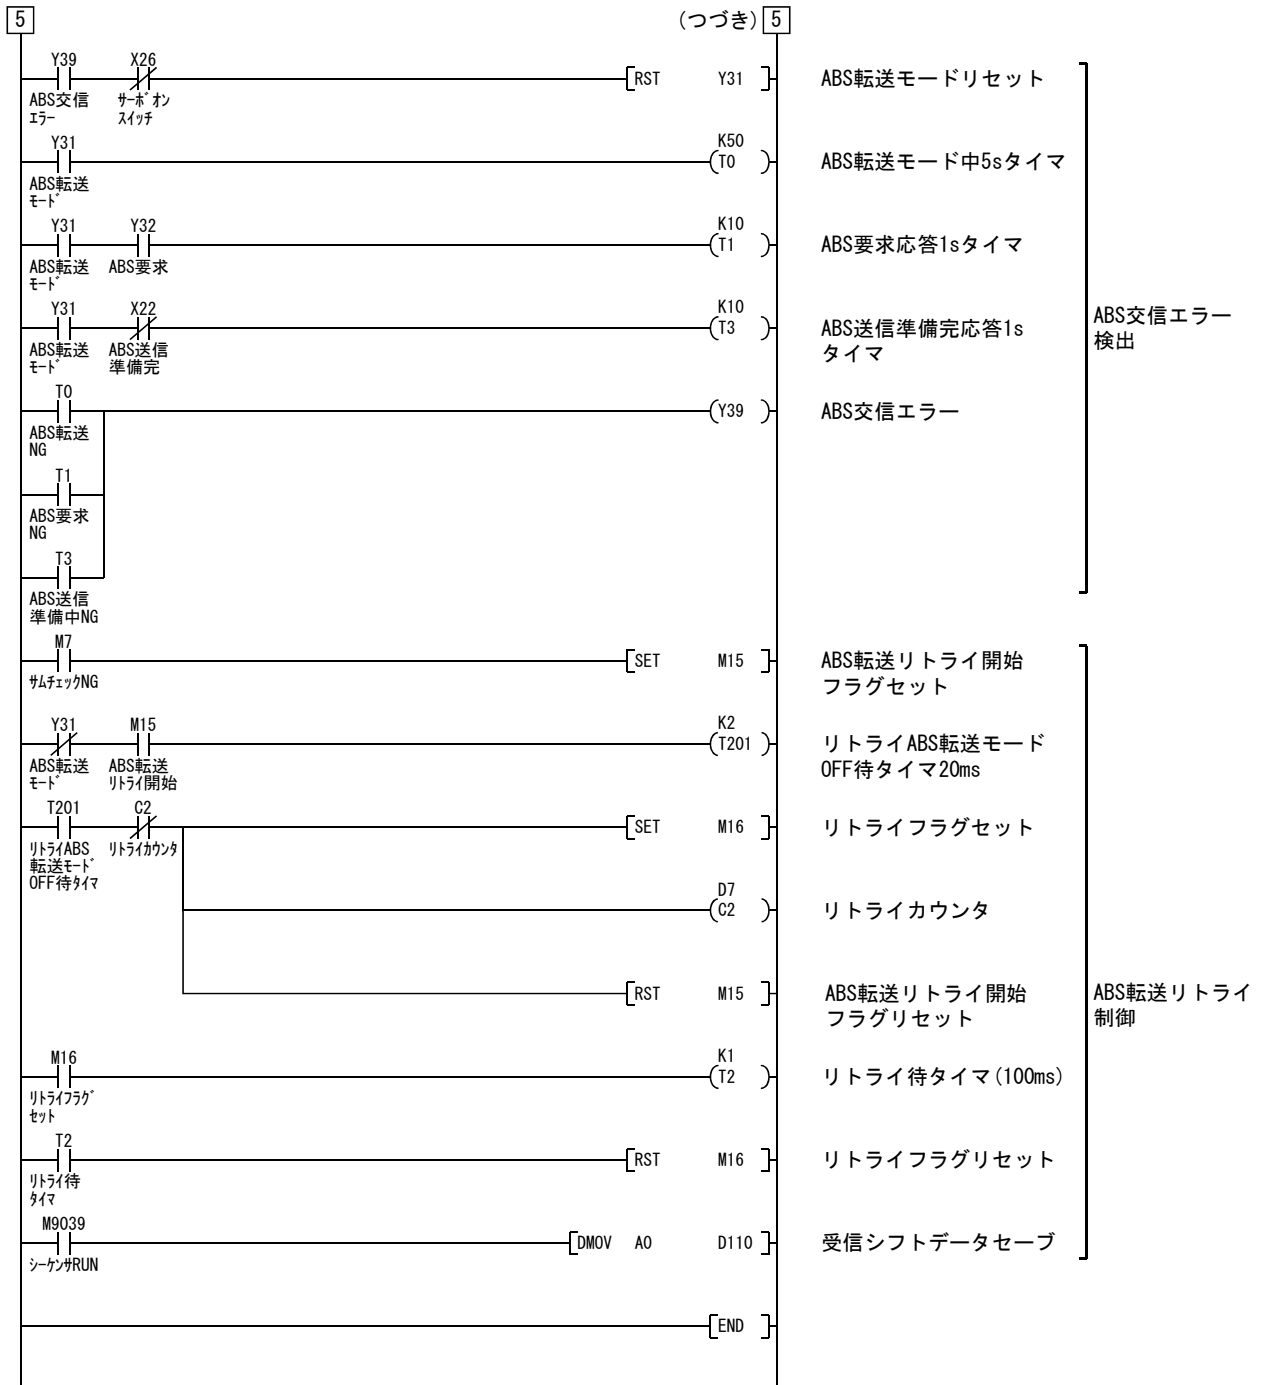 5
(つづき) 5
Y39 X26
RST Y31
ABS転送モードリセット
ABS交信
エラー
サーボオン
スイッチ
Y31
K50
T0
ABS転送モード中5sタイマ
ABS転送
モード
Y31 Y32
K10
T1
ABS要求応答1sタイマ
ABS転送
モード
ABS要求
Y31 X22
K10
T3
ABS送信準備完応答1s
タイマ
ABS転送
モード
ABS送信
準備完
ABS交信エラー
検出
T0
Y39
ABS交信エラー
ABS転送
NG
T1
ABS要求
NG
T3
ABS送信
準備中NG
M7
SET M15
ABS転送リトライ開始
フラグセット
サムチェックNG
Y31 M15
K2
T201
リトライABS転送モード
OFF待タイマ20ms
ABS転送
モード
ABS転送
リトライ開始
T201 C2
SET M16
リトライフラグセット
リトライABS
転送モード
OFF待タイマ
リトライカウンタ
D7
C2
リトライカウンタ
RST M15
ABS転送リトライ開始
フラグリセット
ABS転送リトライ
制御
M16
K1
T2
リトライ待タイマ(100ms)
リトライフラグ
セット
T2
RST M16
リトライフラグリセット
リトライ待
タイマ
M9039
DMOV A0 D110
受信シフトデータセーブ
シーケンサRUN
END